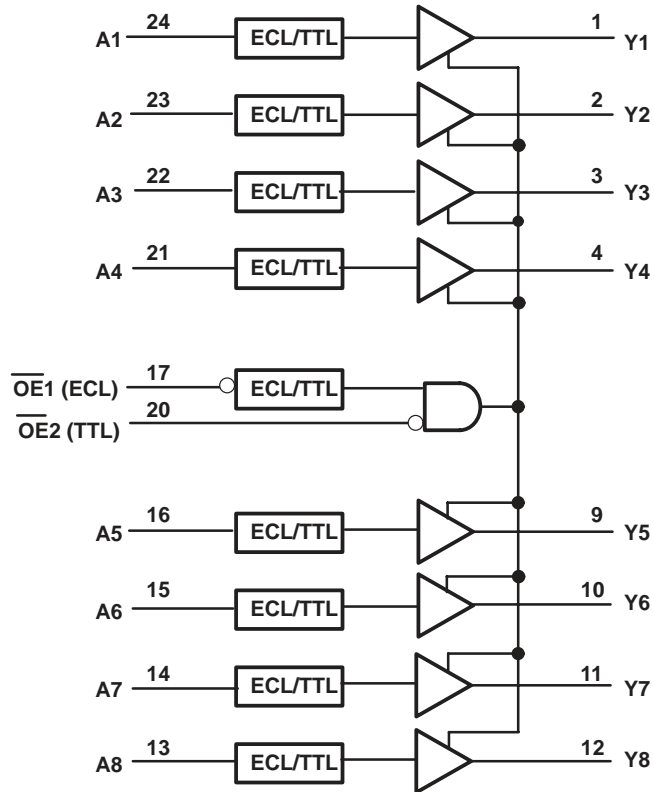 A1 24 ECL/TTL 1 Y1
A2 23 ECL/TTL 2 Y2
A3 22 ECL/TTL 3 Y3
A4 21 ECL/TTL 4 Y4
O̅E̅1 (ECL) 17 ECL/TTL
O̅E̅2 (TTL) 20
A5 16 ECL/TTL 9 Y5
A6 15 ECL/TTL 10 Y6
A7 14 ECL/TTL 11 Y7
A8 13 ECL/TTL 12 Y8